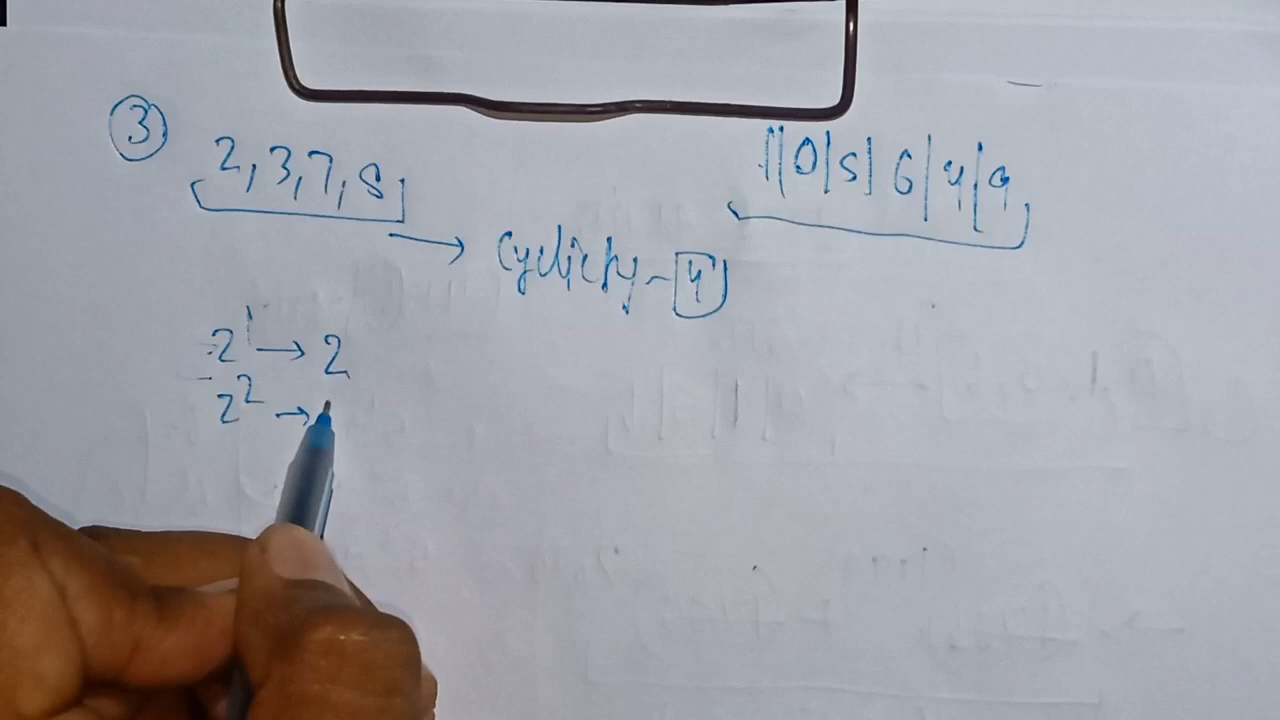 ③ 2, 3, 7, 8
1|0|5|6|4|9
→ Cyclicity - 4
2¹ → 2
2² →